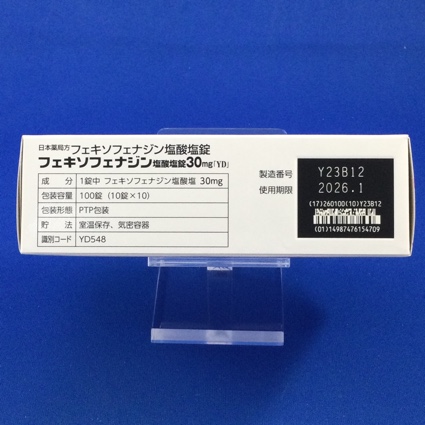 日本薬局方 フェキソフェナジン塩酸塩錠
フェキソフェナジン塩酸塩錠30mg「YD」
成　分 1錠中 フェキソフェナジン塩酸塩 30mg
包装容量 100錠（10錠×10）
包装形態 PTP包装
貯　法 室温保存、気密容器
識別コード YD548
製造番号 Y23B12
使用期限 2026.1
(17)260100(10)Y23B12
(01)14987476154709